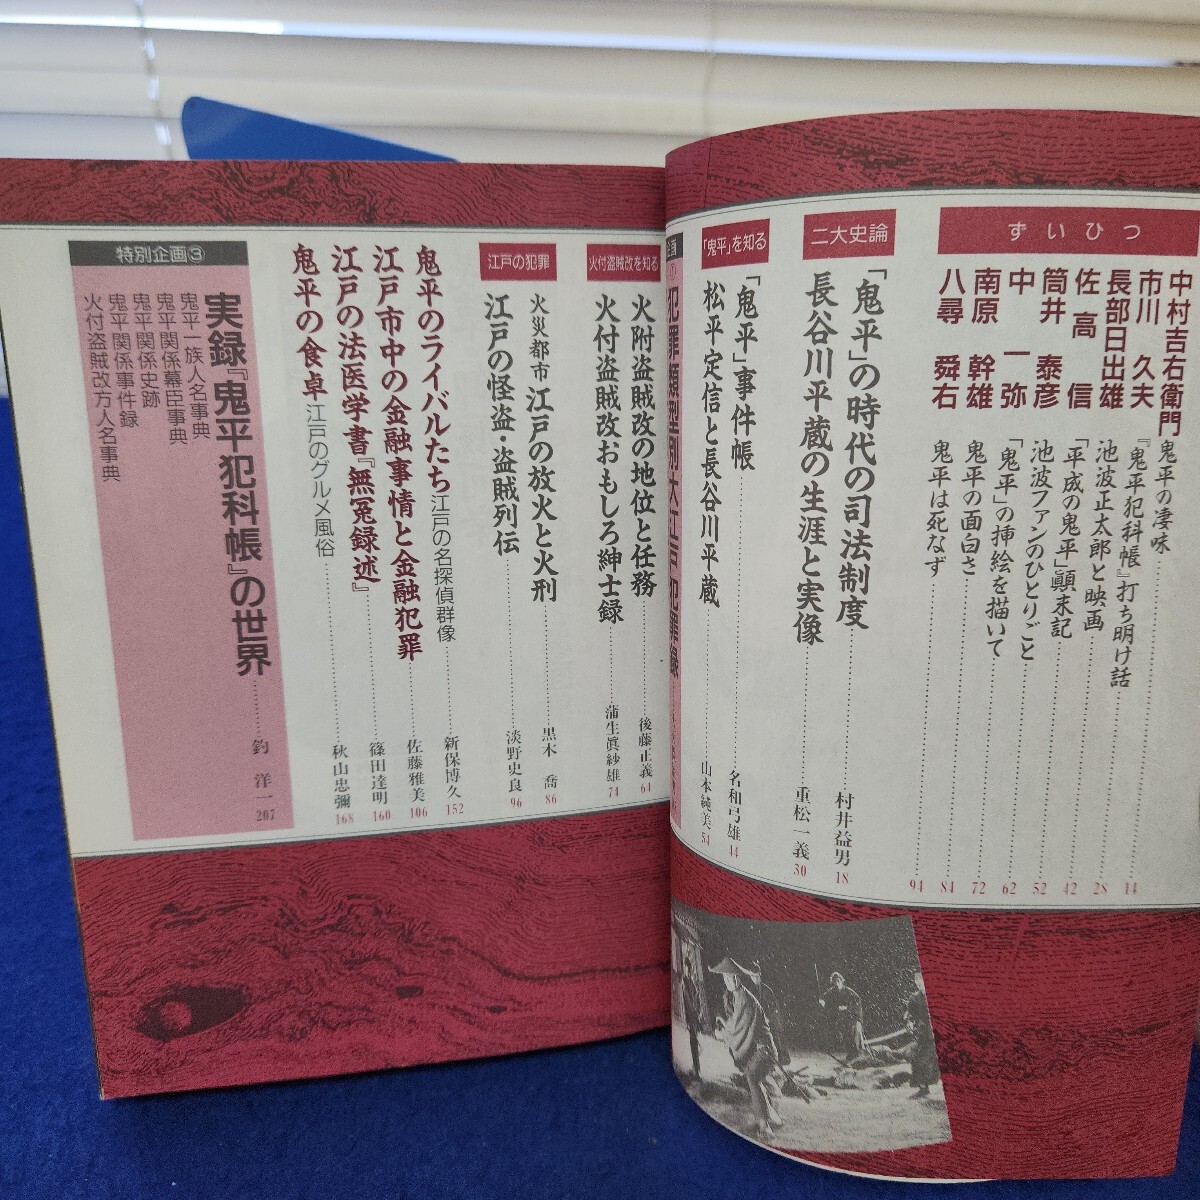 ずいひつ
中村吉右衛門 鬼平の凄味 14
市川久夫 『鬼平犯科帳』打ち明け話 28
長部日出雄 池波正太郎と映画 42
佐高信 「平成の鬼平」顚末記 52
筒井泰彦 池波ファンのひとりごと 62
中一弥 「鬼平」の挿絵を描いて 72
南原幹雄 鬼平の面白さ 84
八尋舜右 鬼平は死なず 94
二大史論
「鬼平」の時代の司法制度 村井益男 18
長谷川平蔵の生涯と実像 重松一義 30
「鬼平」を知る
「鬼平」事件帳 名和弓雄 44
松平定信と長谷川平蔵 山本純美 54
犯罪類型別大江戸犯罪録
火付盗賊改を知る
火附盗賊改の地位と任務 後藤正義 64
火付盗賊改おもしろ紳士録 蒲生眞紗雄 74
江戸の犯罪
火災都市 江戸の放火と火刑 黒木喬 86
江戸の怪盗・盗賊列伝 淡野史良 96
鬼平のライバルたち 江戸の名探偵群像 新保博久 152
江戸市中の金融事情と金融犯罪 佐藤雅美 106
江戸の法医学書『無冤録述』 篠田達明 160
鬼平の食卓 江戸のグルメ風俗 秋山忠彌 168
特別企画③
実録『鬼平犯科帳』の世界 釣洋一 207
鬼平一族人名事典
鬼平関係幕臣事典
鬼平関係史跡
鬼平関係事件録
火付盗賊改方人名事典